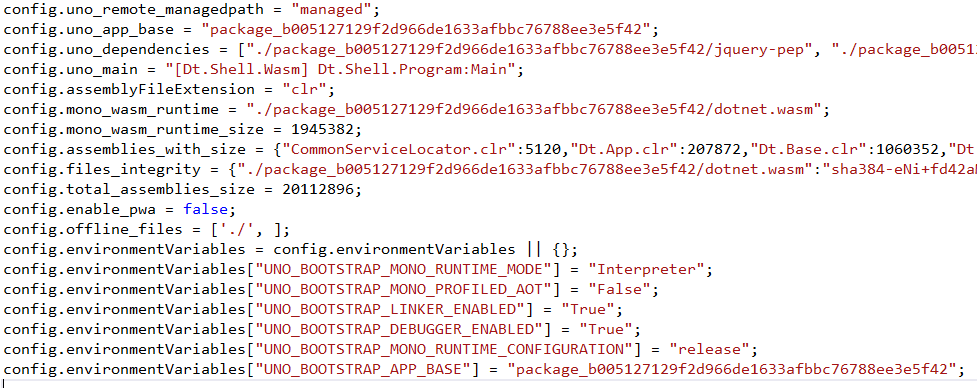 config.uno_remote_managedpath = "managed";
config.uno_app_base = "package_b005127129f2d966de1633afbbc76788ee3e5f42";
config.uno_dependencies = ["./package_b005127129f2d966de1633afbbc76788ee3e5f42/jquery-pep", "./package_b0051
config.uno_main = "[Dt.Shell.Wasm] Dt.Shell.Program:Main";
config.assemblyFileExtension = "clr";
config.mono_wasm_runtime = "./package_b005127129f2d966de1633afbbc76788ee3e5f42/dotnet.wasm";
config.mono_wasm_runtime_size = 1945382;
config.assemblies_with_size = {"CommonServiceLocator.clr":5120,"Dt.App.clr":207872,"Dt.Base.clr":1060352,"Dt
config.files_integrity = {"./package_b005127129f2d966de1633afbbc76788ee3e5f42/dotnet.wasm":"sha384-eNi+fd42aM
config.total_assemblies_size = 20112896;
config.enable_pwa = false;
config.offline_files = ['./', ];
config.environmentVariables = config.environmentVariables || {};
config.environmentVariables["UNO_BOOTSTRAP_MONO_RUNTIME_MODE"] = "Interpreter";
config.environmentVariables["UNO_BOOTSTRAP_MONO_PROFILED_AOT"] = "False";
config.environmentVariables["UNO_BOOTSTRAP_LINKER_ENABLED"] = "True";
config.environmentVariables["UNO_BOOTSTRAP_DEBUGGER_ENABLED"] = "True";
config.environmentVariables["UNO_BOOTSTRAP_MONO_RUNTIME_CONFIGURATION"] = "release";
config.environmentVariables["UNO_BOOTSTRAP_APP_BASE"] = "package_b005127129f2d966de1633afbbc76788ee3e5f42";